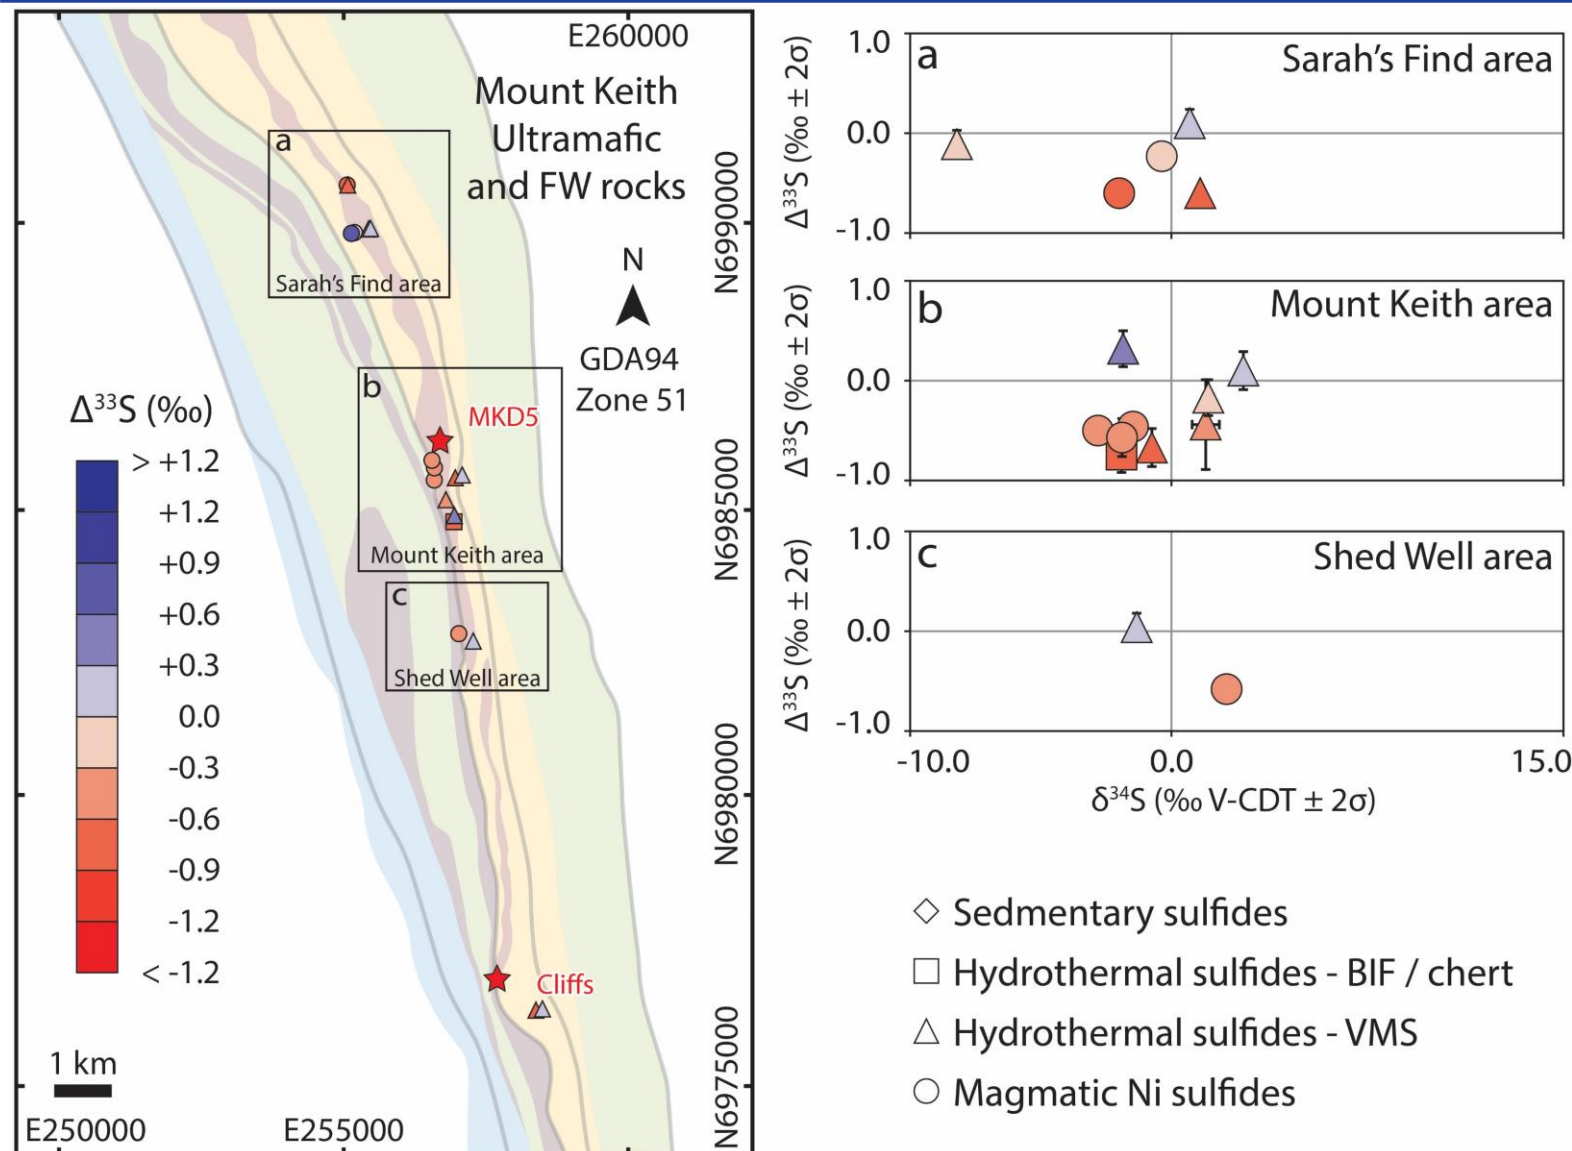 E260000
Mount Keith
Ultramafic
and FW rocks
N
GDA94
Zone 51
a
Sarah's Find area
b
MKD5
Mount Keith area
c
Shed Well area
Cliffs
Δ³³S (‰)
> +1.2
+1.2
+0.9
+0.6
+0.3
0.0
-0.3
-0.6
-0.9
-1.2
< -1.2
1 km
E250000
E255000
N6990000
N6985000
N6980000
N6975000
a
Sarah's Find area
1.0
0.0
-1.0
Δ³³S (‰ ± 2σ)
b
Mount Keith area
1.0
0.0
-1.0
Δ³³S (‰ ± 2σ)
c
Shed Well area
1.0
0.0
-1.0
Δ³³S (‰ ± 2σ)
-10.0
0.0
15.0
δ³⁴S (‰ V-CDT ± 2σ)
Sedmentary sulfides
Hydrothermal sulfides - BIF / chert
Hydrothermal sulfides - VMS
Magmatic Ni sulfides